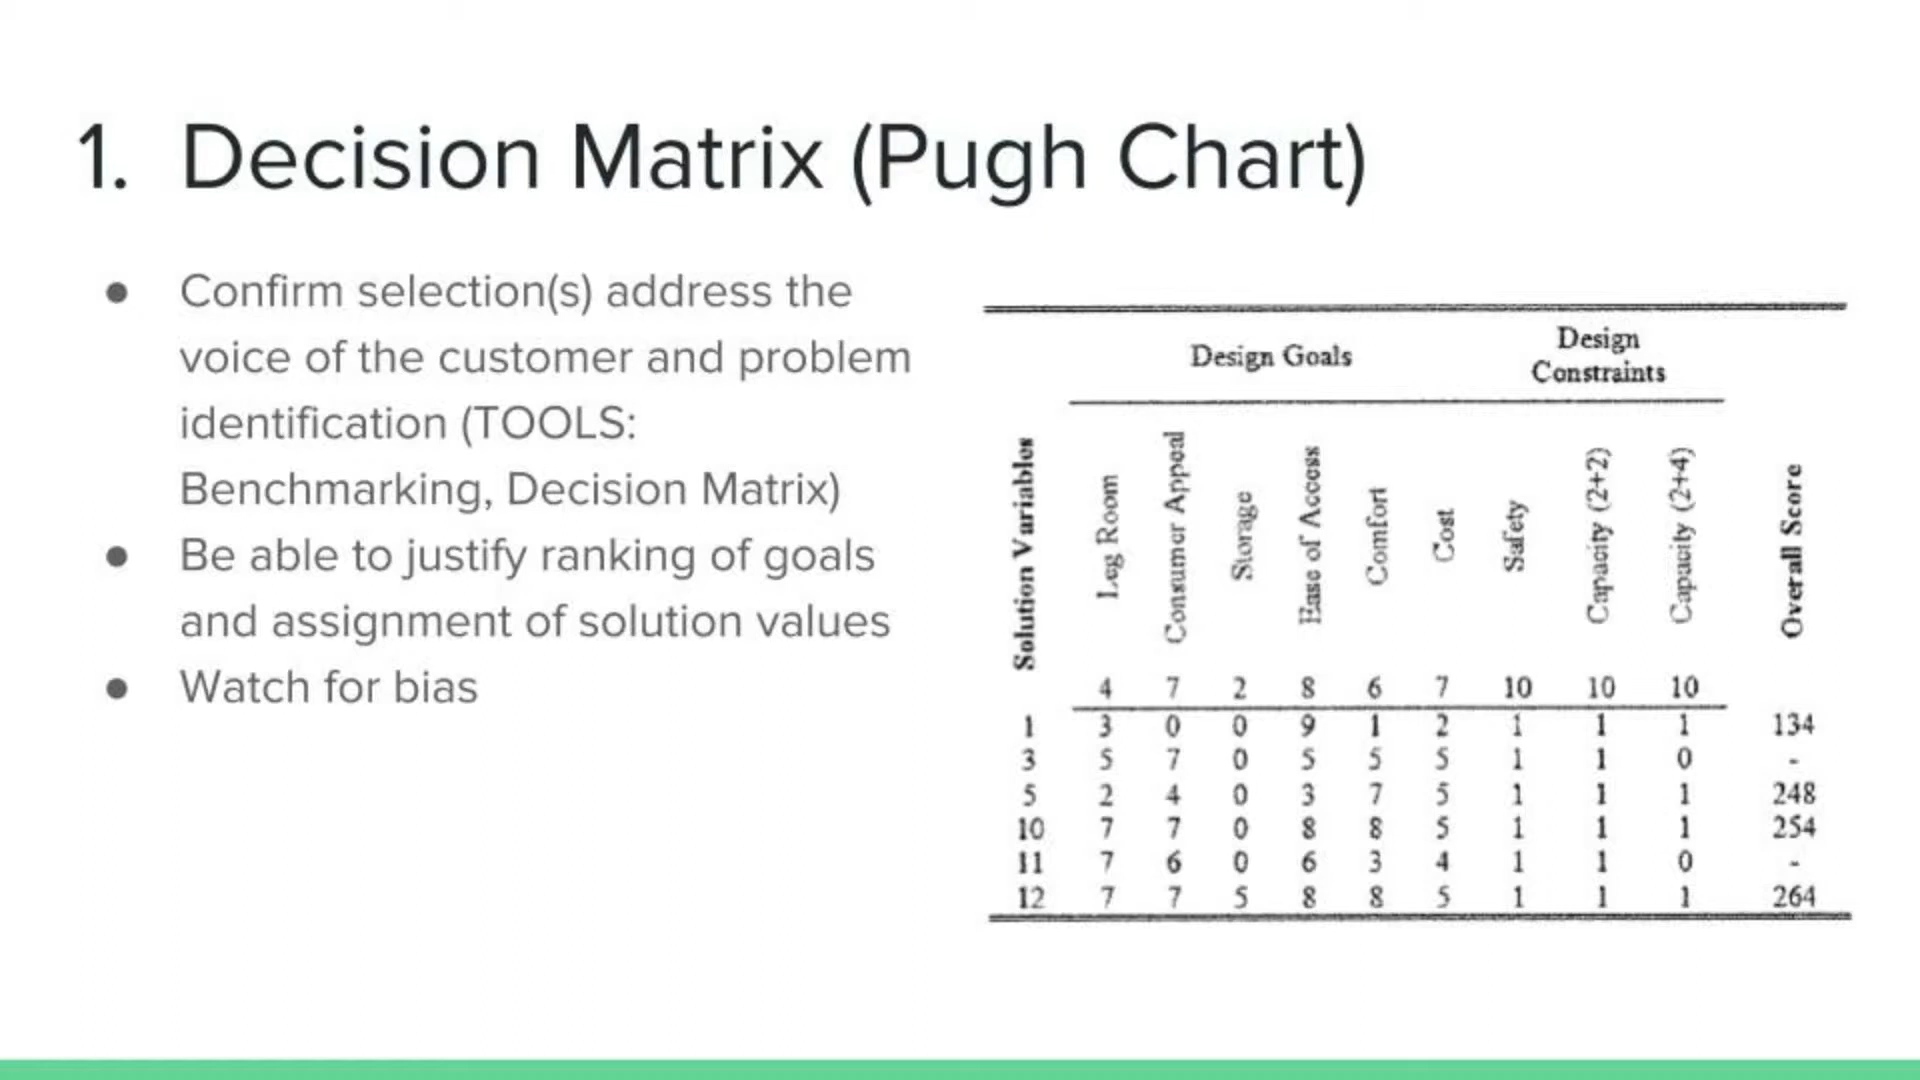 1. Decision Matrix (Pugh Chart)
● Confirm selection(s) address the
voice of the customer and problem
identification (TOOLS:
Benchmarking, Decision Matrix)
● Be able to justify ranking of goals
and assignment of solution values
● Watch for bias
Design Goals
Design
Constraints
Solution Variables
Leg Room
Consumer Appeal
Storage
Ease of Access
Comfort
Cost
Safety
Capacity (2+2)
Capacity (2+4)
Overall Score
4 7 2 8 6 7 10 10 10
1 3 0 0 9 1 2 1 1 1 134
3 5 7 0 5 5 5 1 1 0 -
5 2 4 0 3 7 5 1 1 1 248
10 7 7 0 8 8 5 1 1 1 254
11 7 6 0 6 3 4 1 1 0 -
12 7 7 5 8 8 5 1 1 1 264